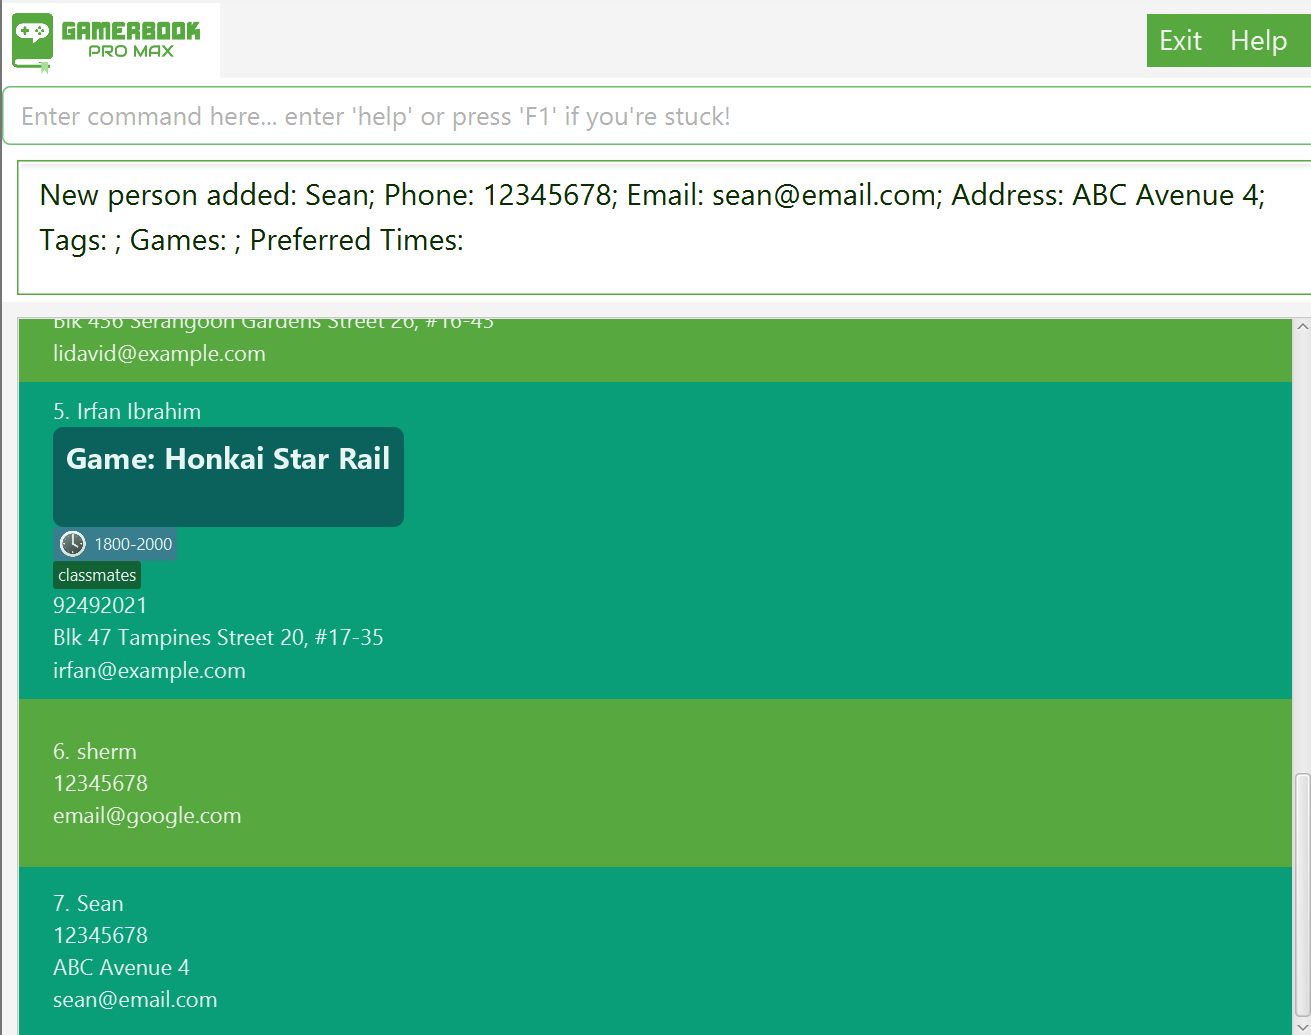 GAMERBOOK
PRO MAX
Exit Help
Enter command here... enter 'help' or press 'F1' if you're stuck!
New person added: Sean; Phone: 12345678; Email: sean@email.com; Address: ABC Avenue 4;
Tags: ; Games: ; Preferred Times:
Blk 436 Serangoon Gardens Street 26, #16-43
lidavid@example.com
5. Irfan Ibrahim
Game: Honkai Star Rail
1800-2000
classmates
92492021
Blk 47 Tampines Street 20, #17-35
irfan@example.com
6. sherm
12345678
email@google.com
7. Sean
12345678
ABC Avenue 4
sean@email.com